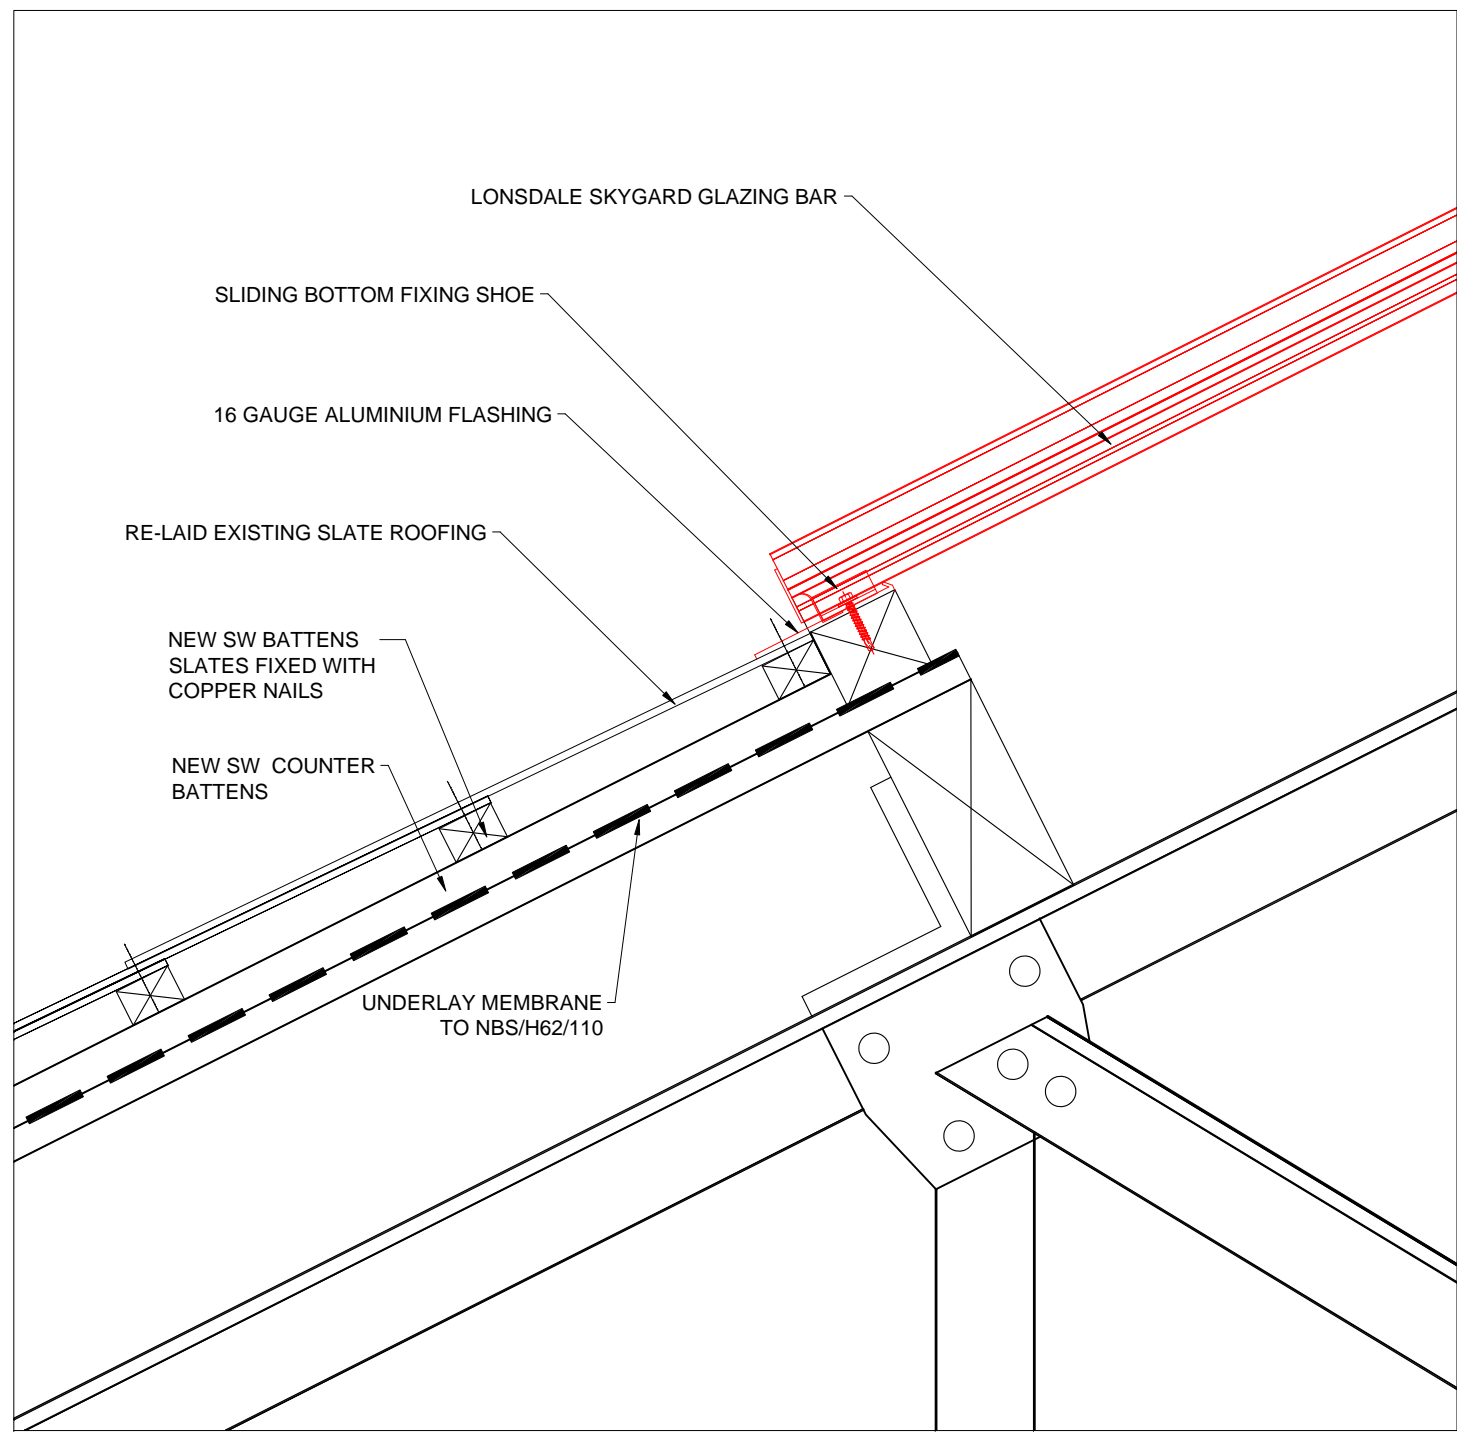 LONSDALE SKYGARD GLAZING BAR
SLIDING BOTTOM FIXING SHOE
16 GAUGE ALUMINIUM FLASHING
RE-LAID EXISTING SLATE ROOFING
NEW SW BATTENS
SLATES FIXED WITH
COPPER NAILS
NEW SW  COUNTER
BATTENS
UNDERLAY MEMBRANE
TO NBS/H62/110